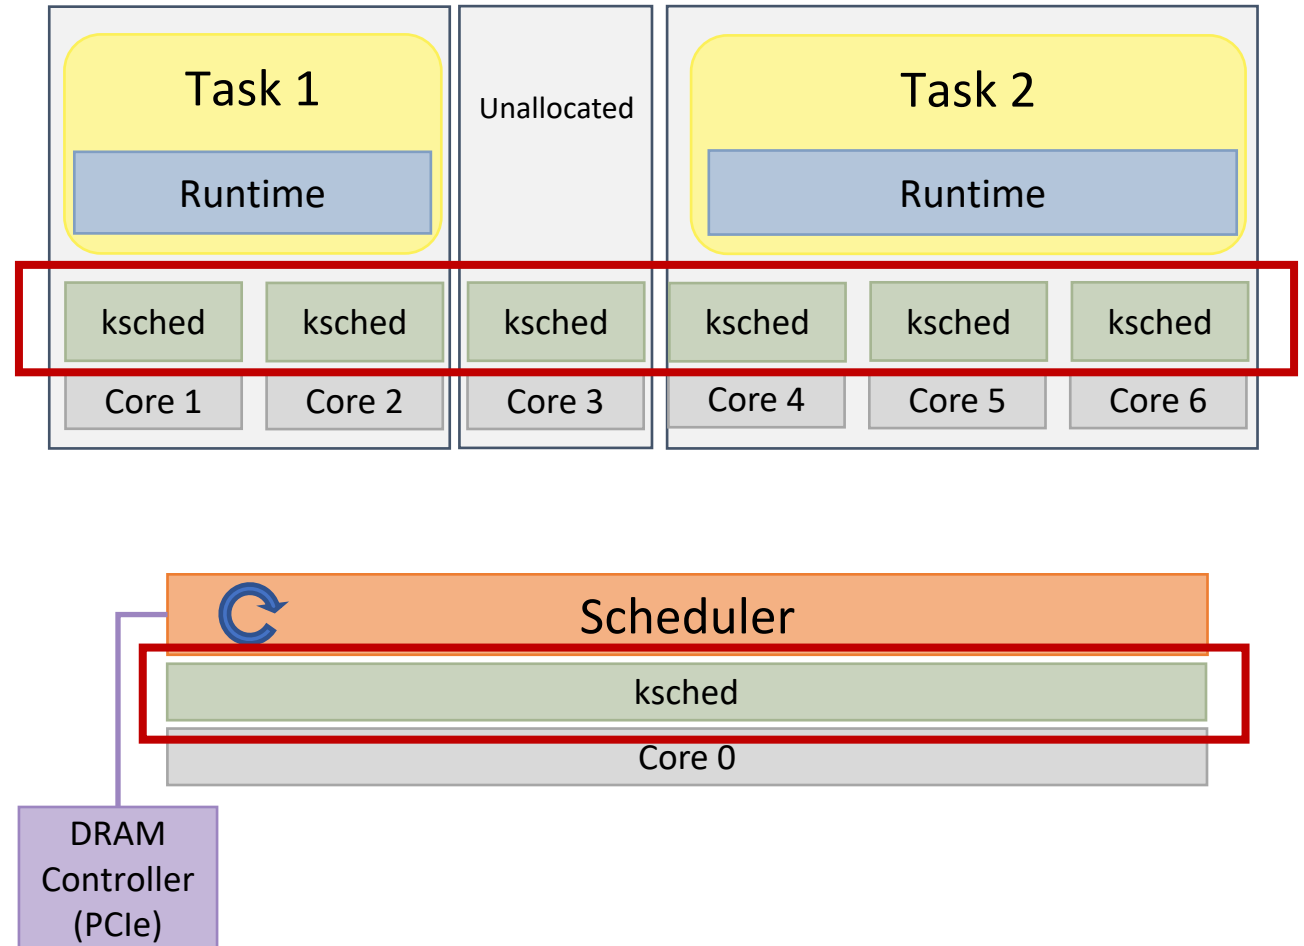 Task 1
Unallocated
Task 2
Runtime
Runtime
ksched
ksched
ksched
ksched
ksched
ksched
Core 1
Core 2
Core 3
Core 4
Core 5
Core 6
Scheduler
ksched
Core 0
DRAM
Controller
(PCIe)